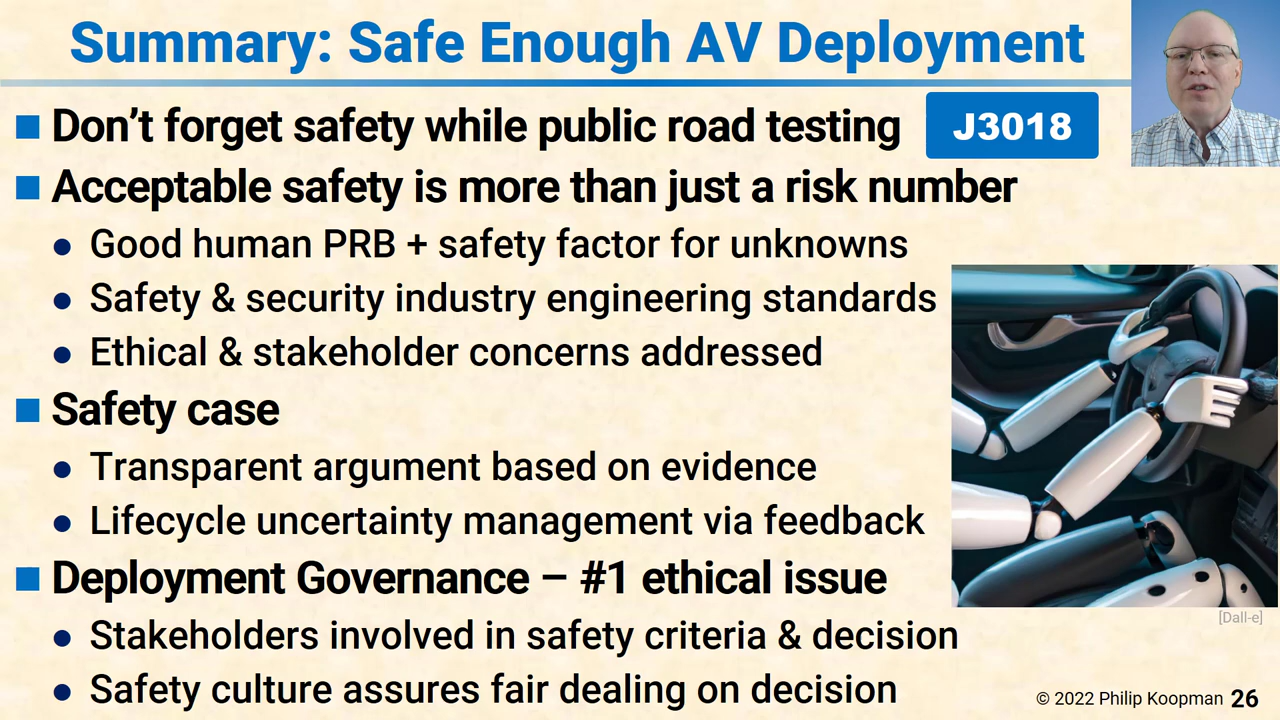 Summary: Safe Enough AV Deployment
Don’t forget safety while public road testing
J3018
Acceptable safety is more than just a risk number
Good human PRB + safety factor for unknowns
Safety & security industry engineering standards
Ethical & stakeholder concerns addressed
Safety case
Transparent argument based on evidence
Lifecycle uncertainty management via feedback
Deployment Governance – #1 ethical issue
Stakeholders involved in safety criteria & decision
Safety culture assures fair dealing on decision
[Dall-e]
© 2022 Philip Koopman 26